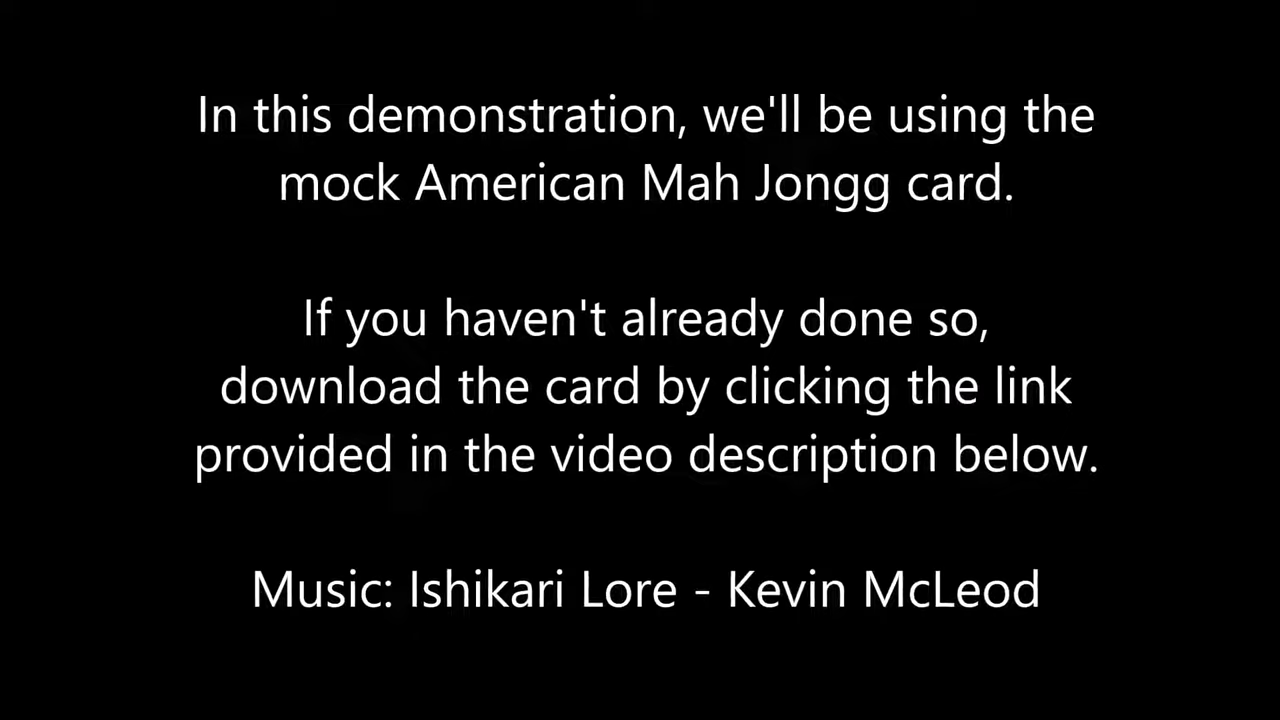 In this demonstration, we'll be using the
mock American Mah Jongg card.
If you haven't already done so,
download the card by clicking the link
provided in the video description below.
Music: Ishikari Lore - Kevin McLeod